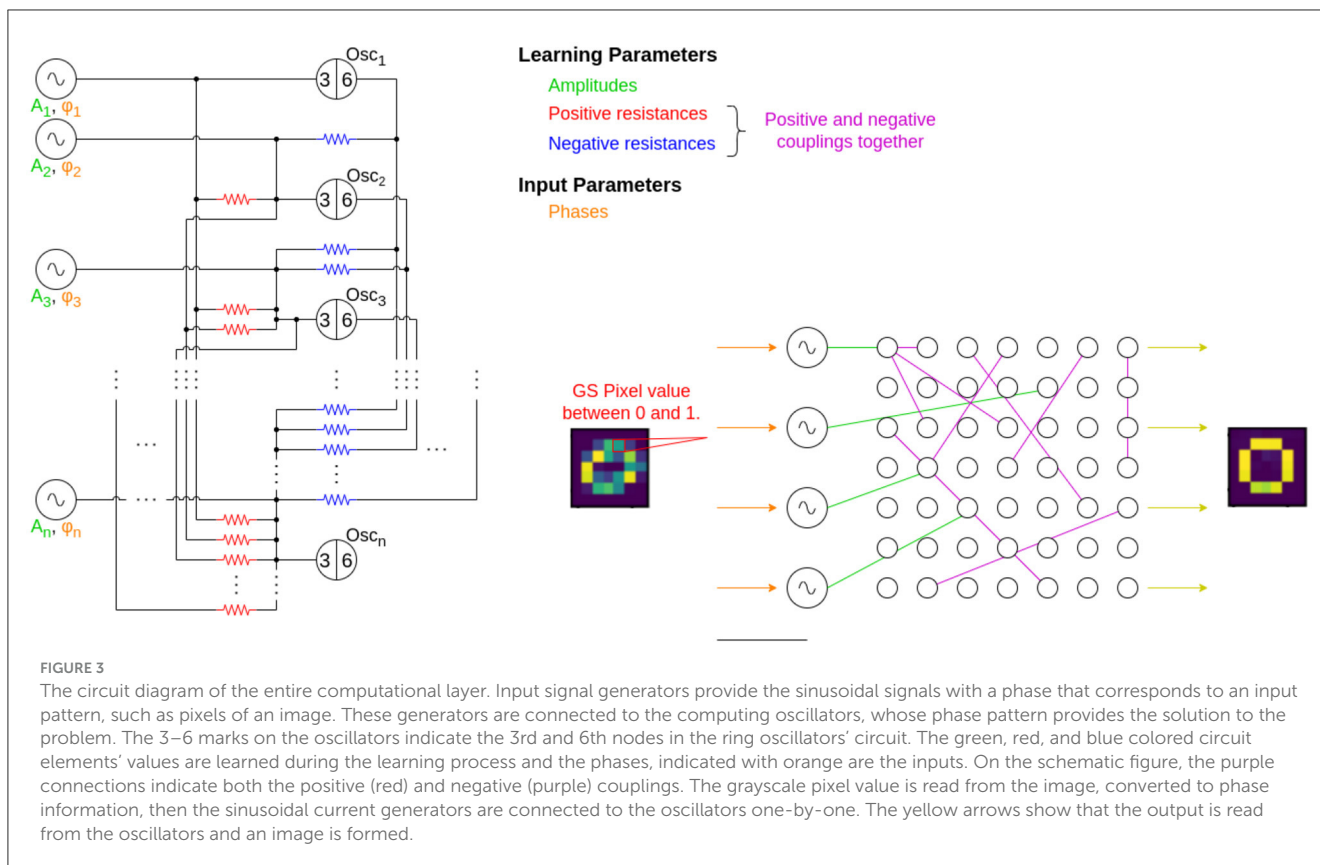 Osc1
3 6
A1, φ1
A2, φ2
Osc2
3 6
A3, φ3
Osc3
3 6
An, φn
Oscn
3 6
Learning Parameters
Amplitudes
Positive resistances
Negative resistances
Positive and negative
couplings together
Input Parameters
Phases
GS Pixel value
between 0 and 1.
FIGURE 3
The circuit diagram of the entire computational layer. Input signal generators provide the sinusoidal signals with a phase that corresponds to an input
pattern, such as pixels of an image. These generators are connected to the computing oscillators, whose phase pattern provides the solution to the
problem. The 3–6 marks on the oscillators indicate the 3rd and 6th nodes in the ring oscillators' circuit. The green, red, and blue colored circuit
elements' values are learned during the learning process and the phases, indicated with orange are the inputs. On the schematic figure, the purple
connections indicate both the positive (red) and negative (purple) couplings. The grayscale pixel value is read from the image, converted to phase
information, then the sinusoidal current generators are connected to the oscillators one-by-one. The yellow arrows show that the output is read
from the oscillators and an image is formed.